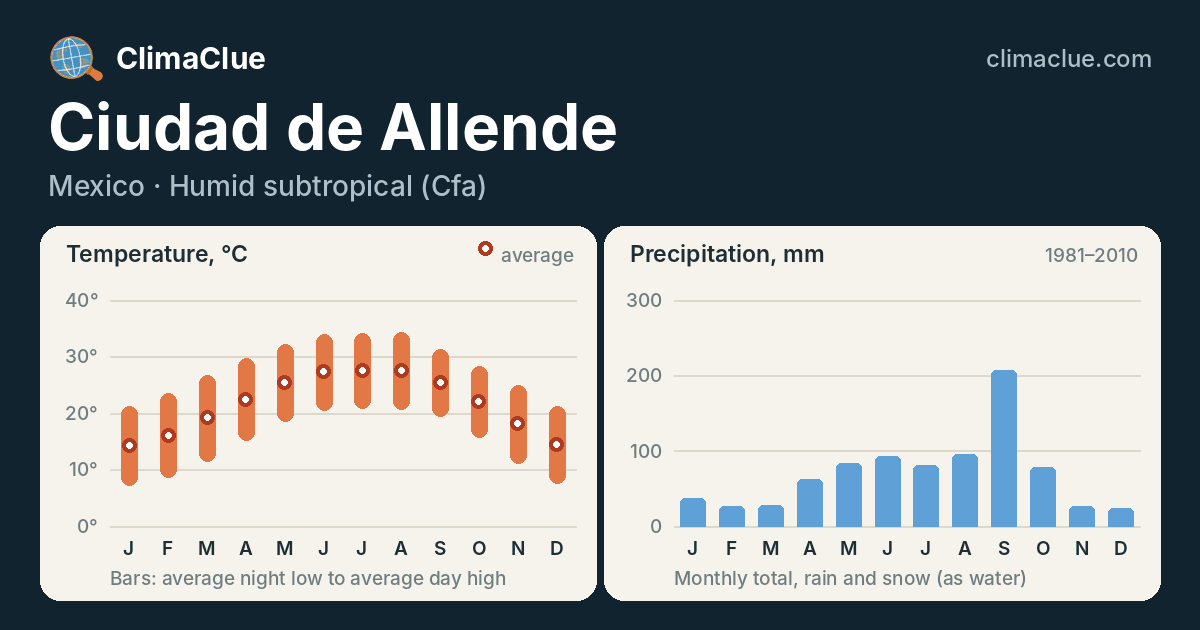 ClimaClue
climaclue.com
Ciudad de Allende
Mexico · Humid subtropical (Cfa)
Temperature, °C
average
40°
30°
20°
10°
0°
J F M A M J J A S O N D
Bars: average night low to average day high
Precipitation, mm
1981–2010
300
200
100
0
J F M A M J J A S O N D
Monthly total, rain and snow (as water)